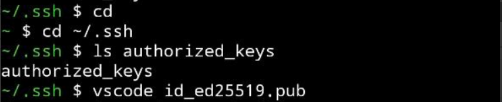 ~/.ssh $ cd
~ $ cd ~/.ssh
~/.ssh $ ls authorized_keys
authorized_keys
~/.ssh $ vscode id_ed25519.pub